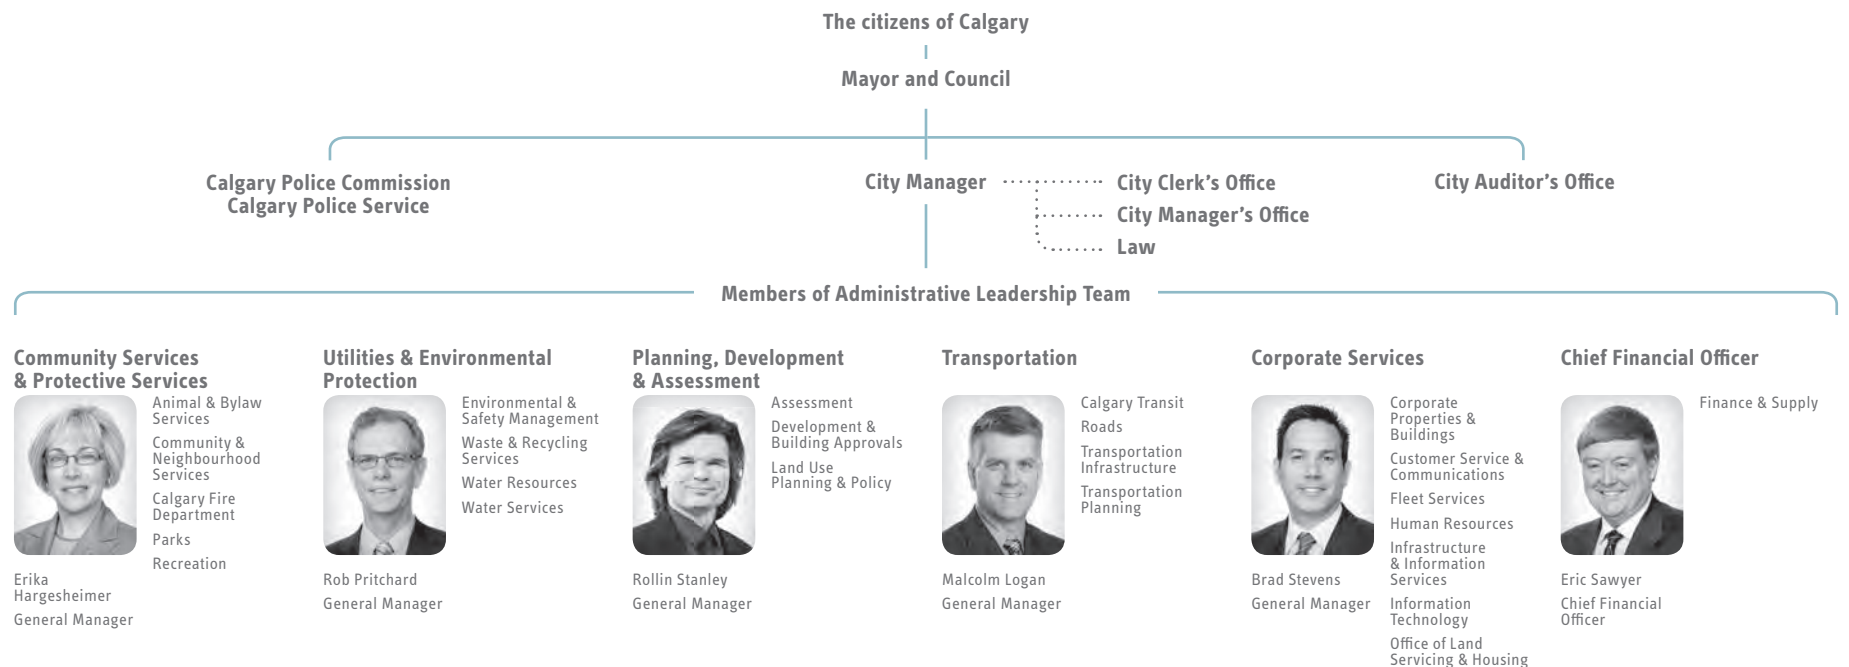 The citizens of Calgary
Mayor and Council
Calgary Police Commission
Calgary Police Service
City Manager
City Clerk's Office
City Manager's Office
Law
City Auditor's Office
Members of Administrative Leadership Team
Community Services
& Protective Services
Animal & Bylaw
Services
Community &
Neighbourhood
Services
Calgary Fire
Department
Parks
Recreation
Erika
Hargesheimer
General Manager
Utilities & Environmental
Protection
Environmental &
Safety Management
Waste & Recycling
Services
Water Resources
Water Services
Rob Pritchard
General Manager
Planning, Development
& Assessment
Assessment
Development &
Building Approvals
Land Use
Planning & Policy
Rollin Stanley
General Manager
Transportation
Calgary Transit
Roads
Transportation
Infrastructure
Transportation
Planning
Malcolm Logan
General Manager
Corporate Services
Corporate
Properties &
Buildings
Customer Service &
Communications
Fleet Services
Human Resources
Infrastructure
& Information
Services
Information
Technology
Office of Land
Servicing & Housing
Brad Stevens
General Manager
Chief Financial Officer
Finance & Supply
Eric Sawyer
Chief Financial
Officer